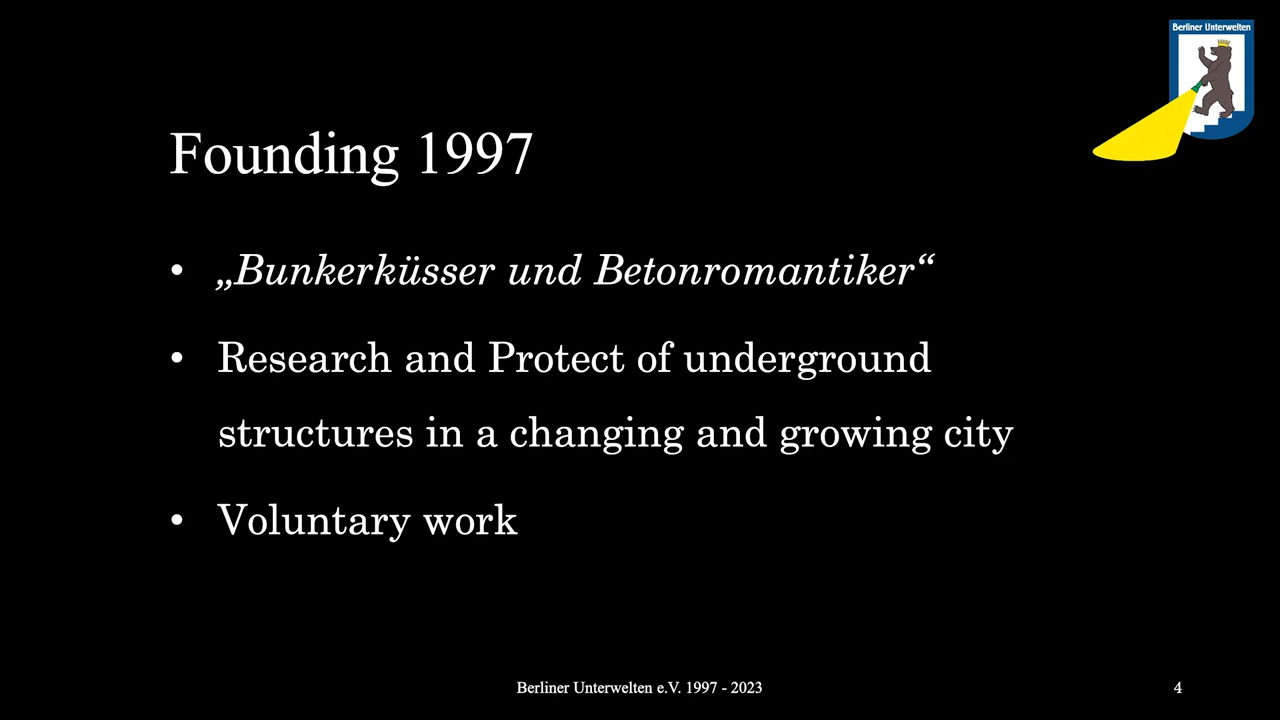 Berliner Unterwelten
Founding 1997
• „Bunkerküsser und Betonromantiker“
• Research and Protect of underground
structures in a changing and growing city
• Voluntary work
Berliner Unterwelten e.V. 1997 - 2023
4